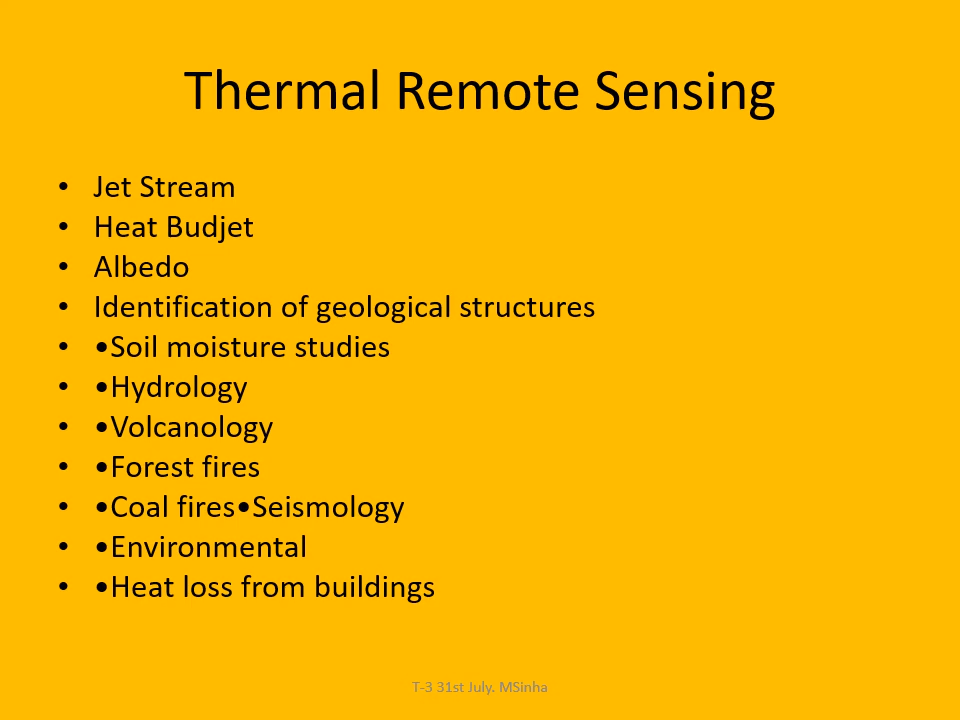 Thermal Remote Sensing
• Jet Stream
• Heat Budjet
• Albedo
• Identification of geological structures
• •Soil moisture studies
• •Hydrology
• •Volcanology
• •Forest fires
• •Coal fires•Seismology
• •Environmental
• •Heat loss from buildings
T-3 31st July. MSinha